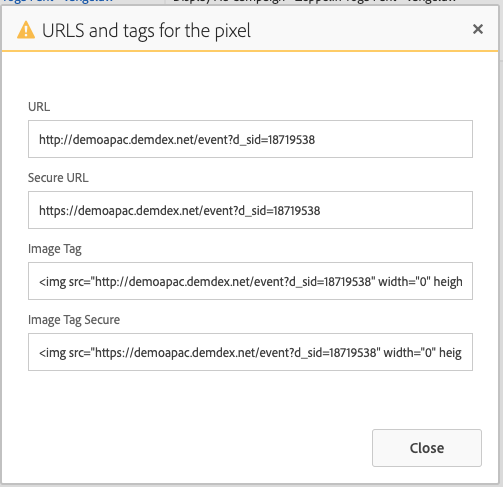 URLS and tags for the pixel
URL
http://demoapac.demdex.net/event?d_sid=18719538
Secure URL
https://demoapac.demdex.net/event?d_sid=18719538
Image Tag
<img src="http://demoapac.demdex.net/event?d_sid=18719538" width="0" heigh
Image Tag Secure
<img src="https://demoapac.demdex.net/event?d_sid=18719538" width="0" heig
Close